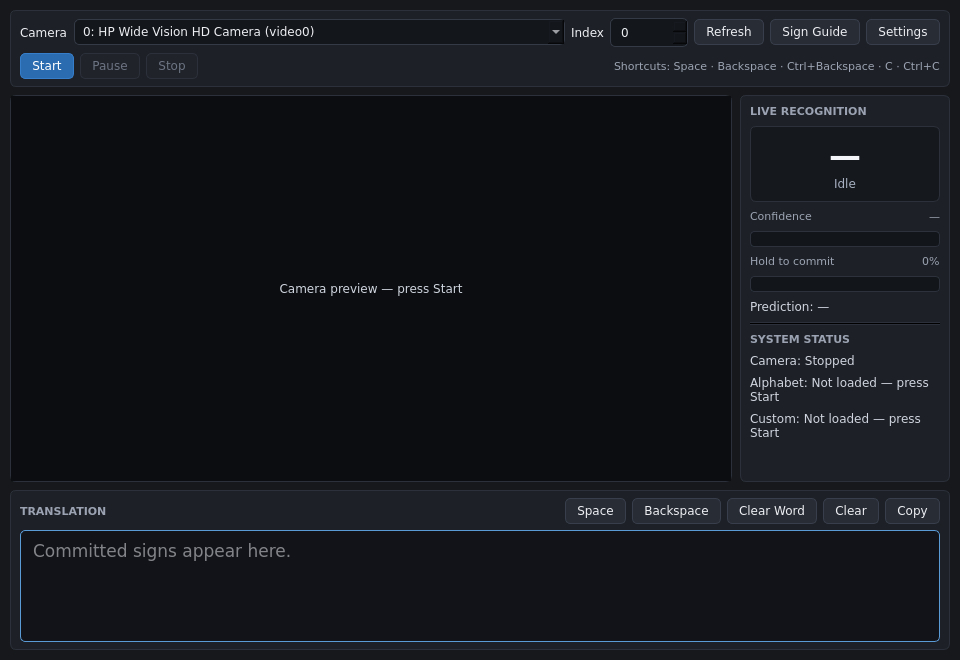 Camera 0: HP Wide Vision HD Camera (video0) Index 0 Refresh Sign Guide Settings
Start Pause Stop Shortcuts: Space · Backspace · Ctrl+Backspace · C · Ctrl+C
Camera preview — press Start
LIVE RECOGNITION
—
Idle
Confidence —
Hold to commit 0%
Prediction: —
SYSTEM STATUS
Camera: Stopped
Alphabet: Not loaded — press
Start
Custom: Not loaded — press
Start
TRANSLATION Space Backspace Clear Word Clear Copy
Committed signs appear here.